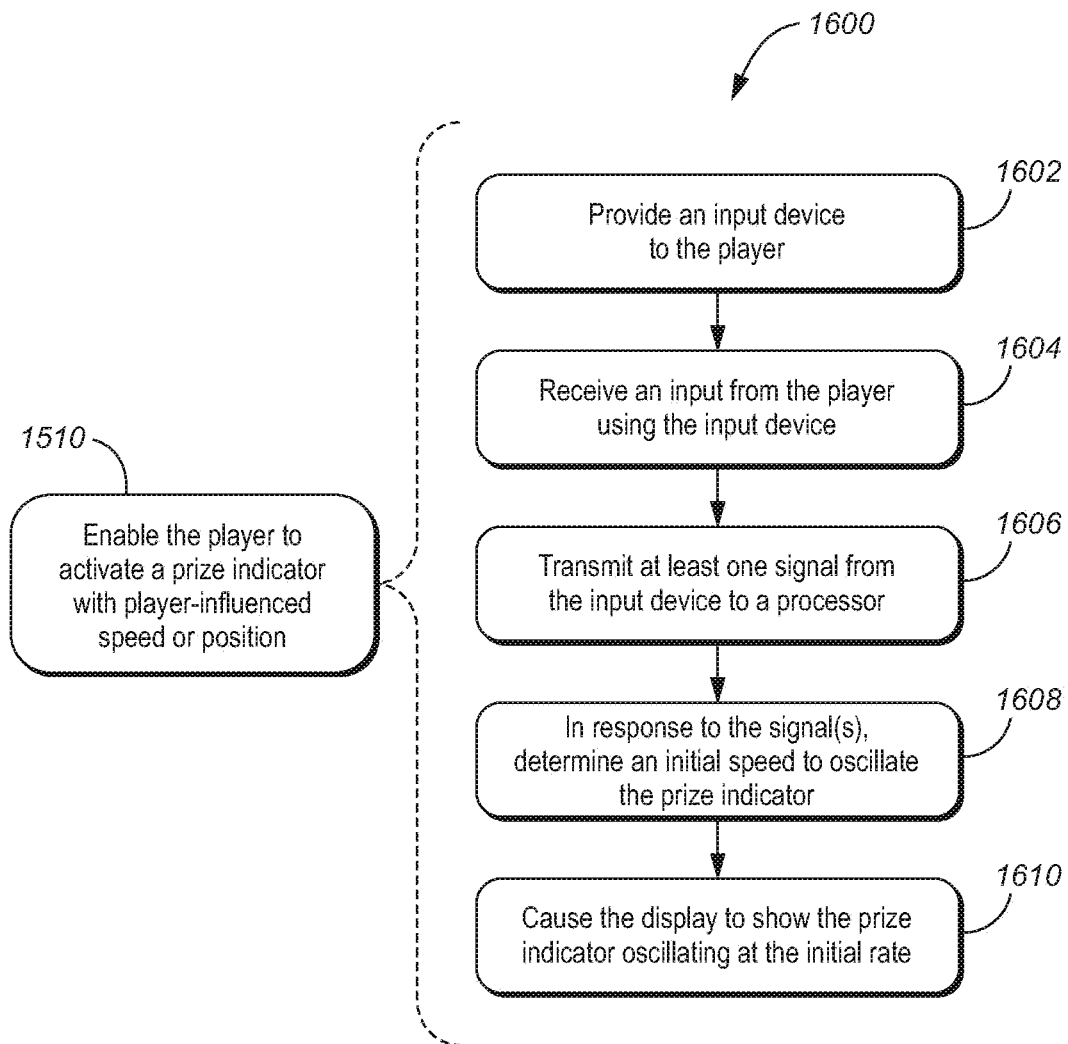 1600
1602
Provide an input device
to the player
1604
Receive an input from the player
using the input device
1510
Enable the player to
activate a prize indicator
with player-influenced
speed or position
1606
Transmit at least one signal from
the input device to a processor
1608
In response to the signal(s),
determine an initial speed to oscillate
the prize indicator
1610
Cause the display to show the prize
indicator oscillating at the initial rate